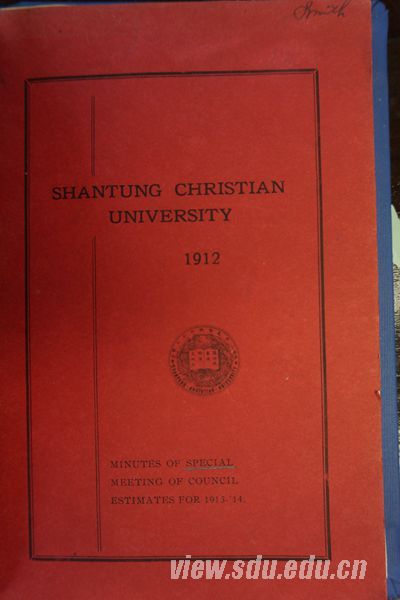 Smith
SHANTUNG CHRISTIAN
UNIVERSITY
1912
MINUTES OF SPECIAL
MEETING OF COUNCIL
ESTIMATES FOR 1913-'14.
view.sdu.edu.cn